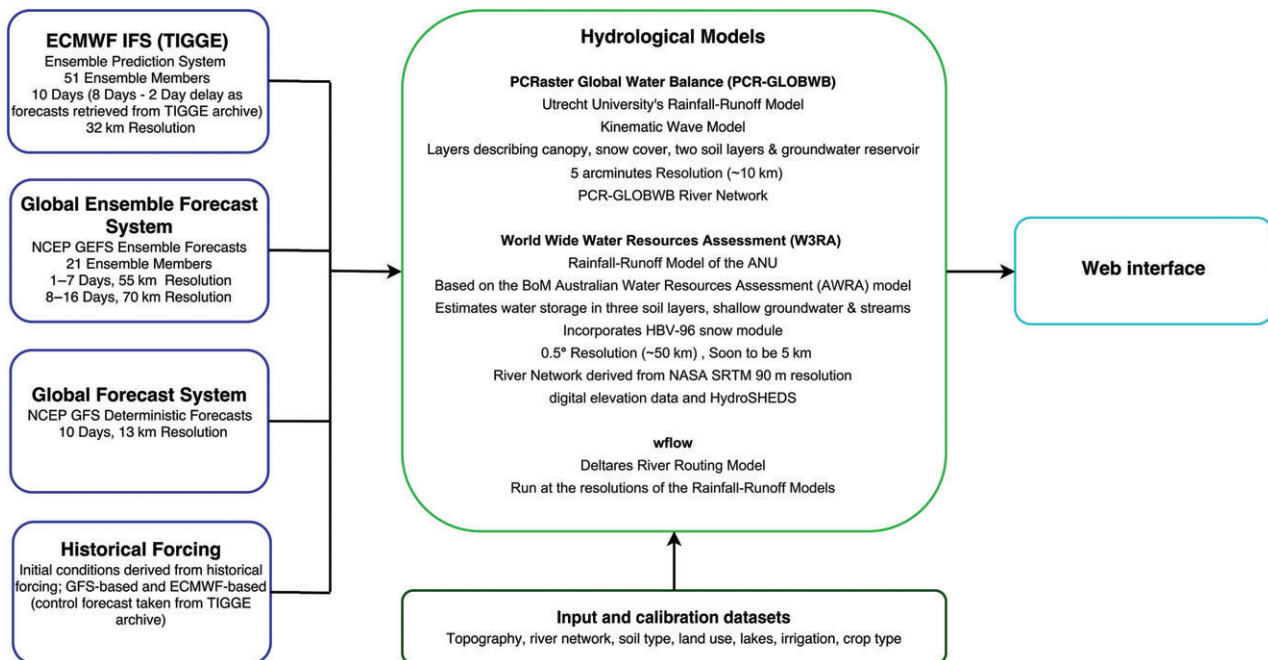 ECMWF IFS (TIGGE)
Ensemble Prediction System
51 Ensemble Members
10 Days (8 Days - 2 Day delay as
forecasts retrieved from TIGGE archive)
32 km Resolution
Global Ensemble Forecast
System
NCEP GEFS Ensemble Forecasts
21 Ensemble Members
1–7 Days, 55 km Resolution
8–16 Days, 70 km Resolution
Global Forecast System
NCEP GFS Deterministic Forecasts
10 Days, 13 km Resolution
Historical Forcing
Initial conditions derived from historical
forcing; GFS-based and ECMWF-based
(control forecast taken from TIGGE
archive)
Hydrological Models
PCRaster Global Water Balance (PCR-GLOBWB)
Utrecht University's Rainfall-Runoff Model
Kinematic Wave Model
Layers describing canopy, snow cover, two soil layers & groundwater reservoir
5 arcminutes Resolution (~10 km)
PCR-GLOBWB River Network
World Wide Water Resources Assessment (W3RA)
Rainfall-Runoff Model of the ANU
Based on the BoM Australian Water Resources Assessment (AWRA) model
Estimates water storage in three soil layers, shallow groundwater & streams
Incorporates HBV-96 snow module
0.5° Resolution (~50 km) , Soon to be 5 km
River Network derived from NASA SRTM 90 m resolution
digital elevation data and HydroSHEDS
wflow
Deltares River Routing Model
Run at the resolutions of the Rainfall-Runoff Models
Input and calibration datasets
Topography, river network, soil type, land use, lakes, irrigation, crop type
Web interface